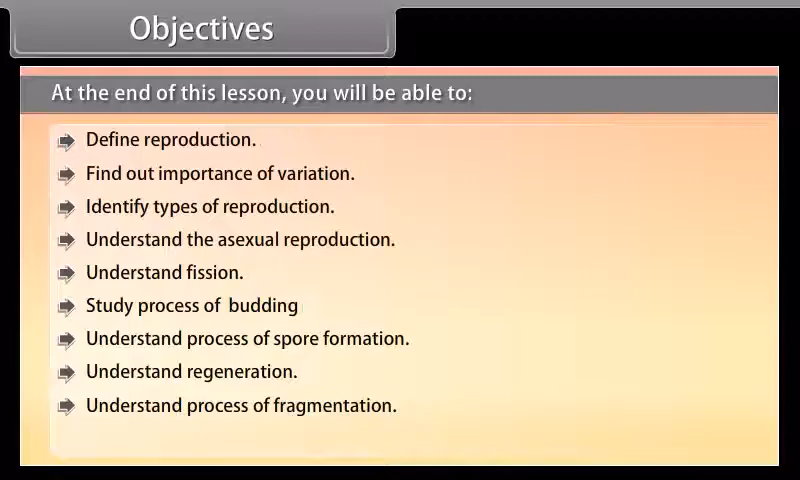 Objectives
At the end of this lesson, you will be able to:
Define reproduction.
Find out importance of variation.
Identify types of reproduction.
Understand the asexual reproduction.
Understand fission.
Study process of  budding
Understand process of spore formation.
Understand regeneration.
Understand process of fragmentation.